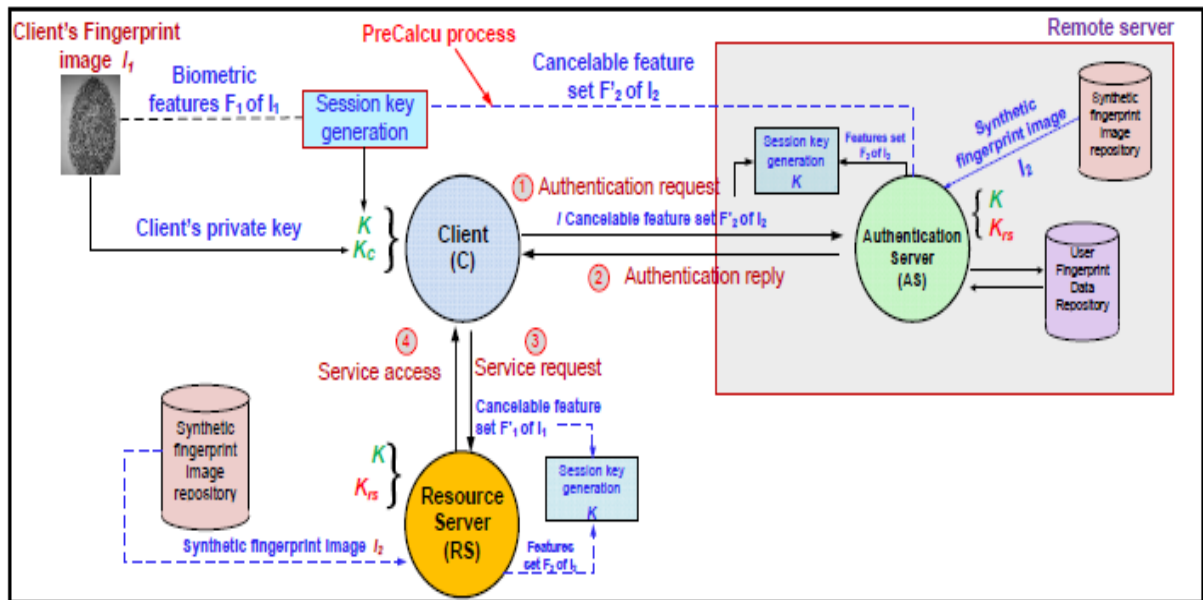 Client's Fingerprint
image I1
Biometric
features F1 of I1
Session key
generation
PreCalcu process
Cancelable feature
set F'2 of I2
Remote server
Synthetic
fingerprint
image
repository
Synthetic
fingerprint image
I2
Session key
generation
K
Features set
F2 of I2
1 Authentication request
/ Cancelable feature set F'2 of I2
2 Authentication reply
Client's private key
K
KC
Client
(C)
Authentication
Server
(AS)
K
Krs
User
Fingerprint
Data
Repository
4
Service access
3
Service request
Cancelable feature
set F'1 of I1
Synthetic
fingerprint
image
repository
K
Krs
Resource
Server
(RS)
Session key
generation
K
Synthetic fingerprint image I2
Features
set F2 of I2